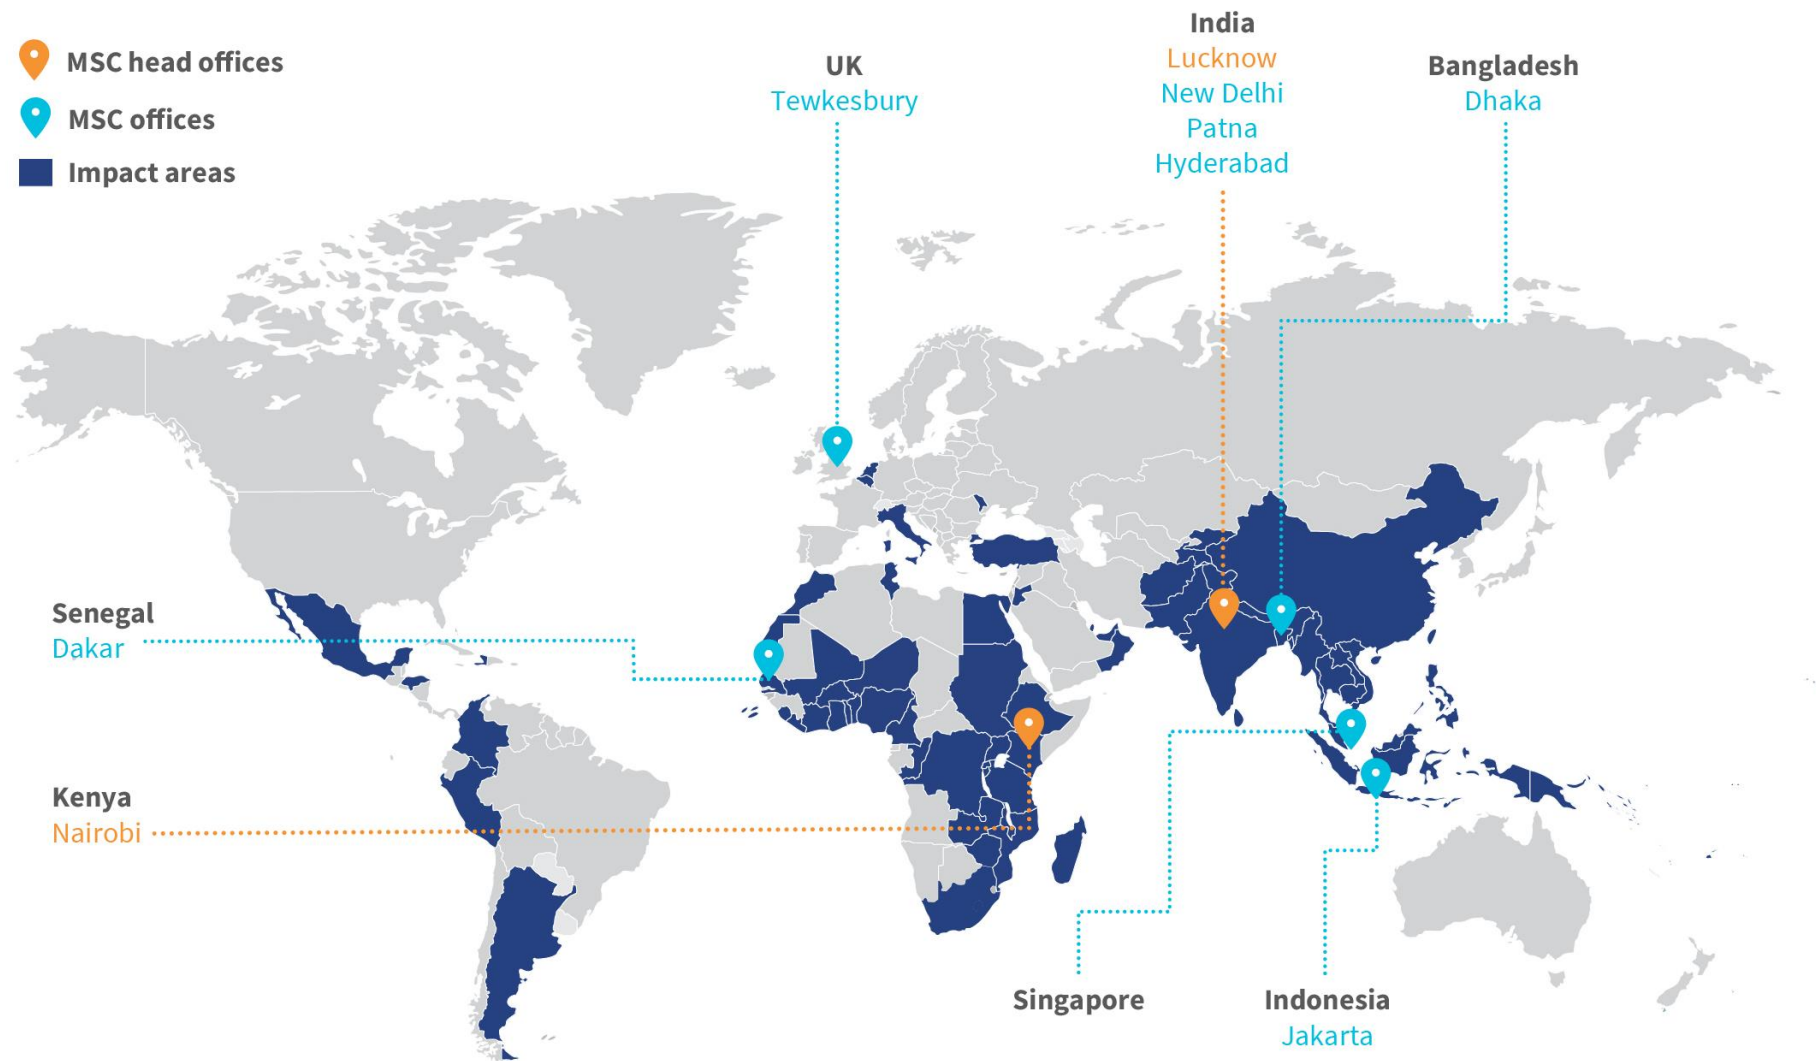 MSC head offices
MSC offices
Impact areas
UK
Tewkesbury
India
Lucknow
New Delhi
Patna
Hyderabad
Bangladesh
Dhaka
Senegal
Dakar
Kenya
Nairobi
Singapore
Indonesia
Jakarta